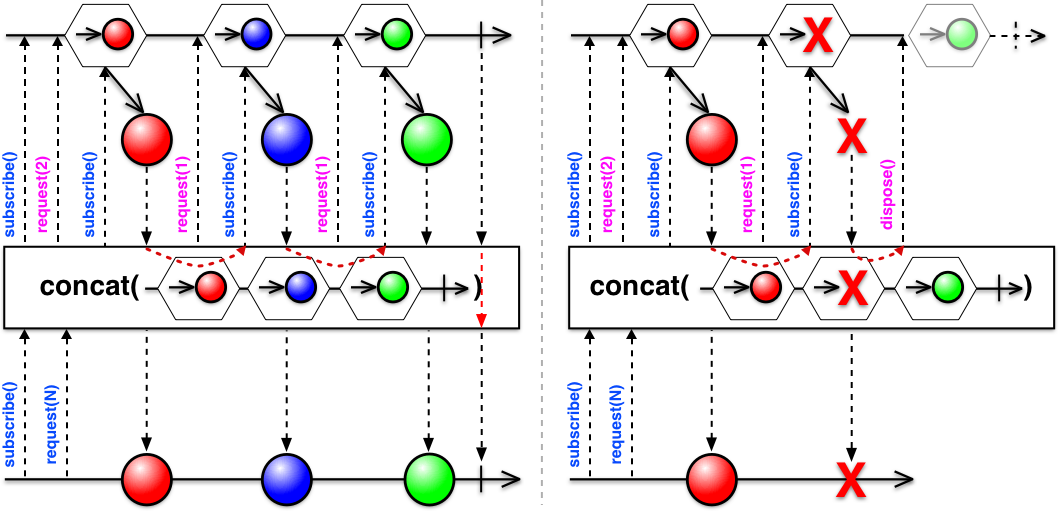 subscribe()
request(2)
subscribe()
request(1)
subscribe()
request(1)
subscribe()
concat(
)
subscribe()
request(N)
subscribe()
request(2)
subscribe()
request(1)
subscribe()
dispose()
concat(
)
subscribe()
request(N)